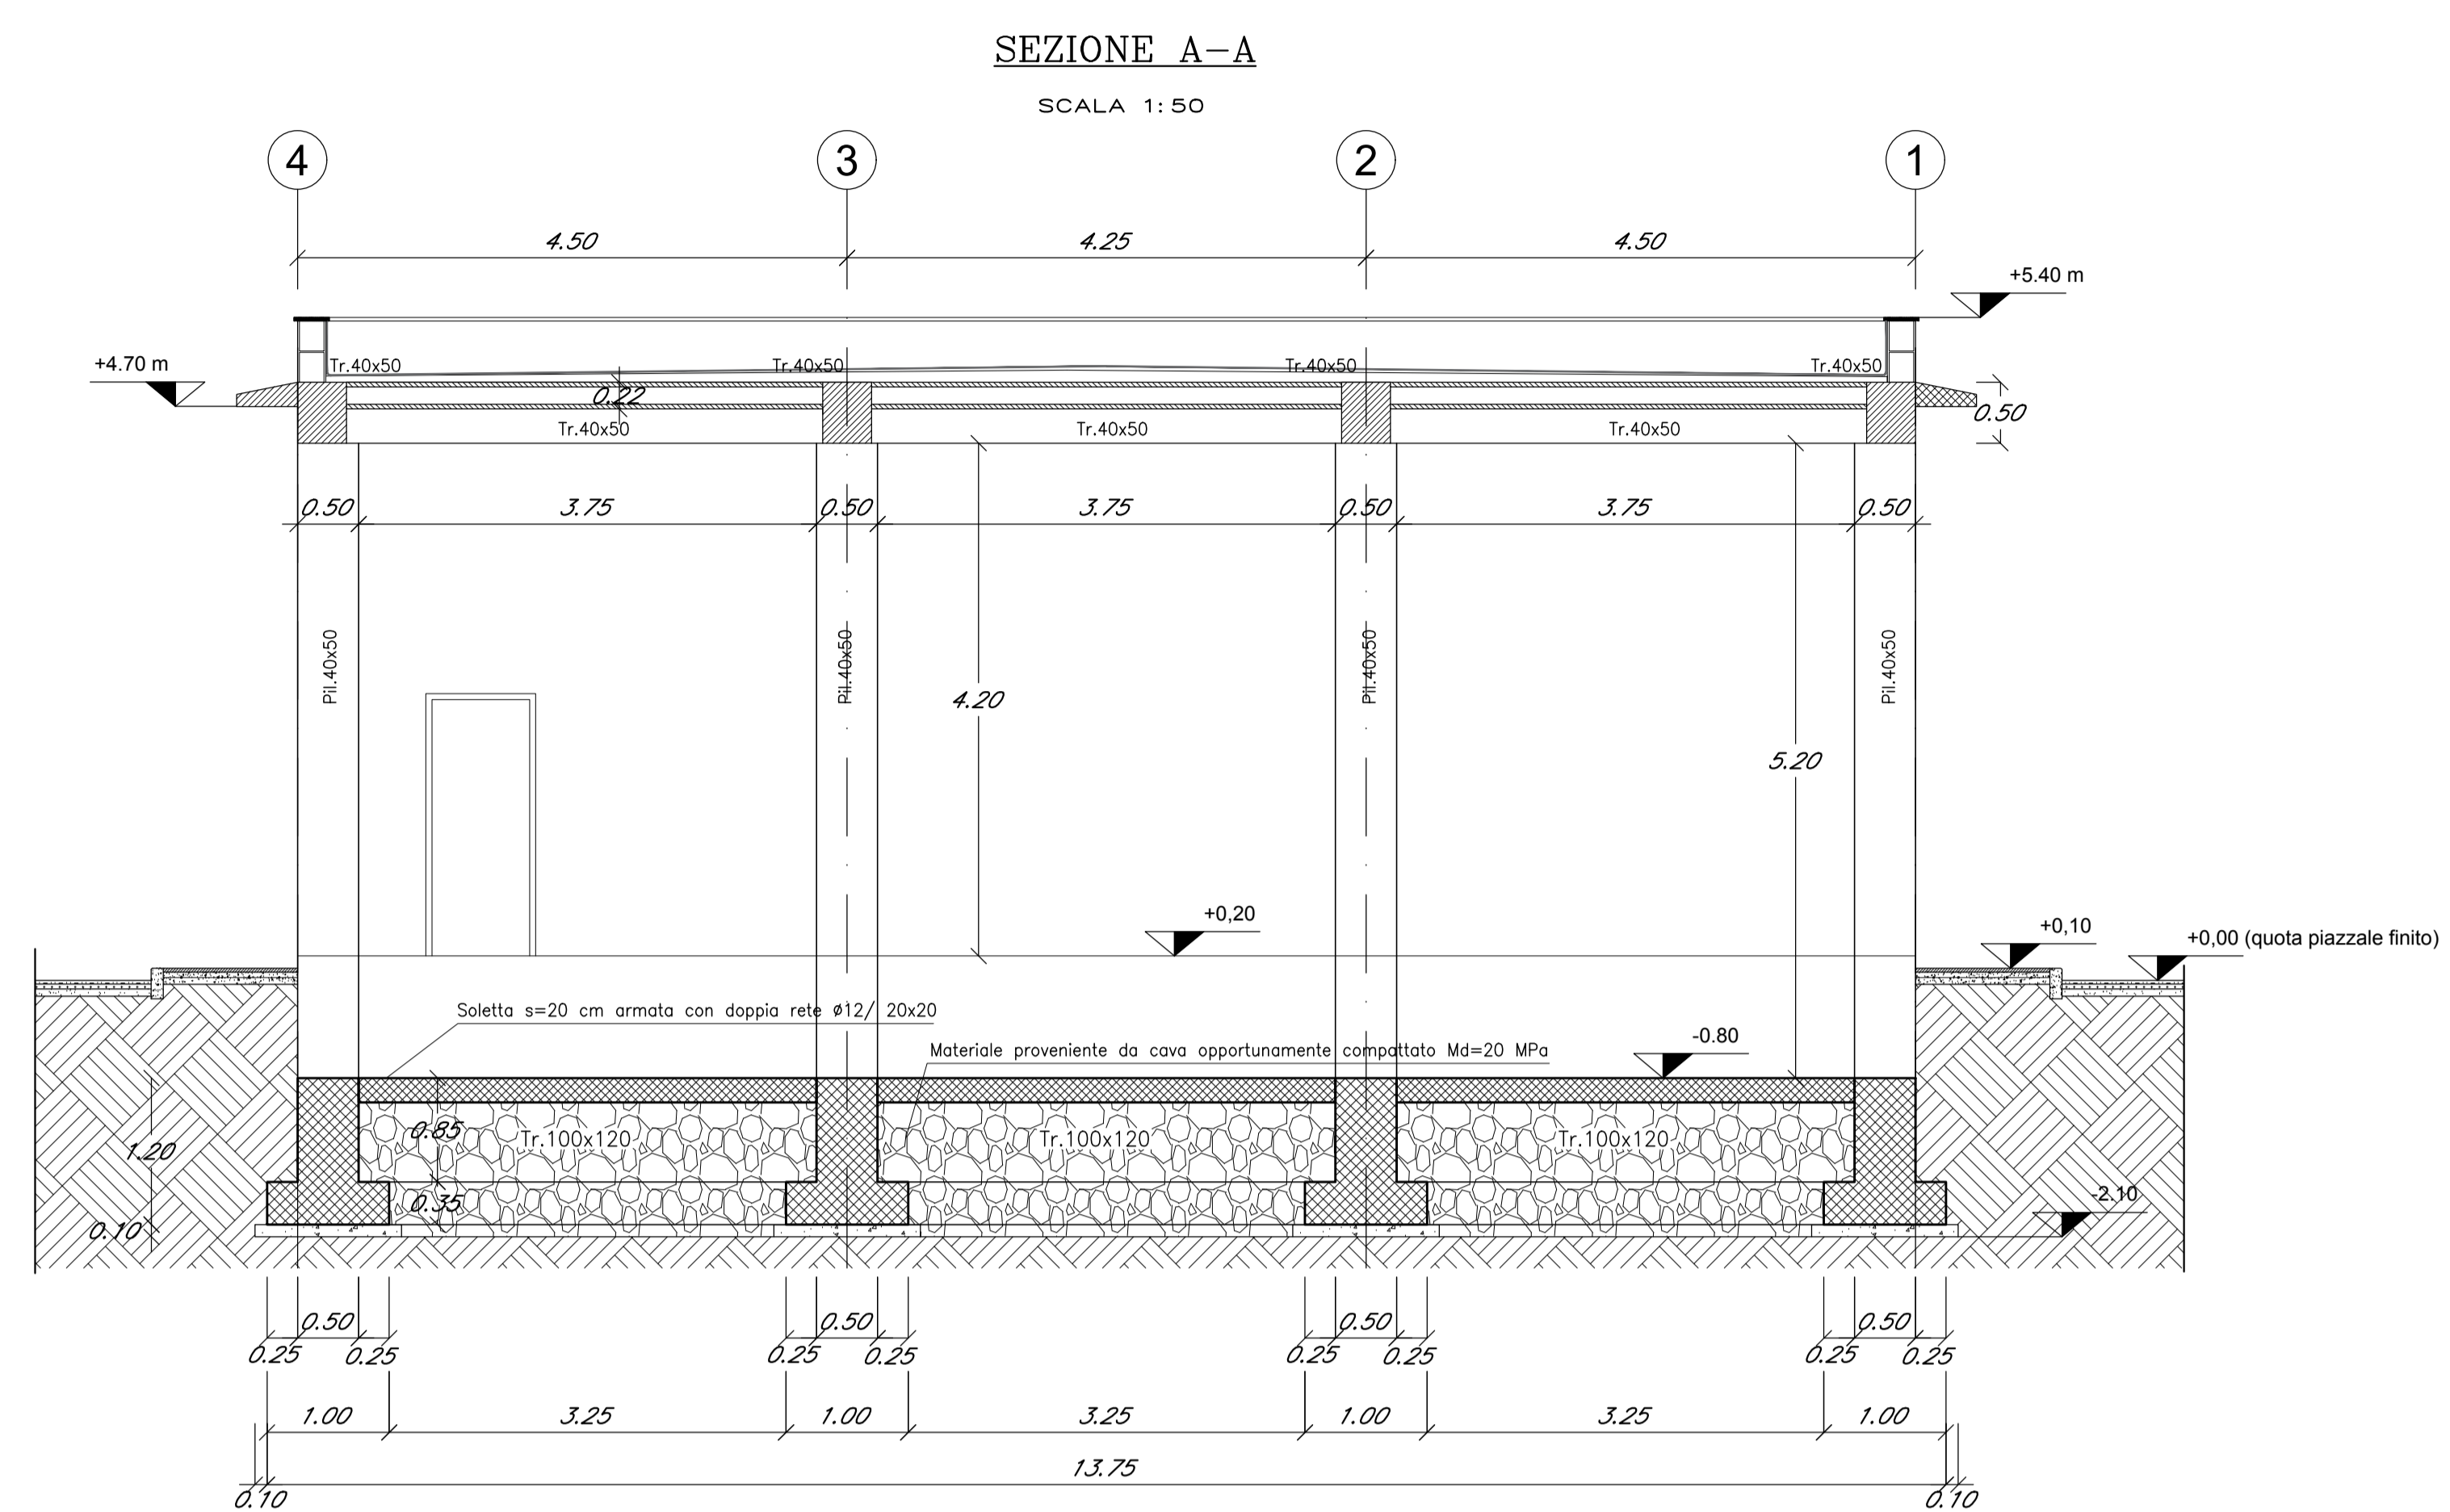 SEZIONE A-A
SCALA 1:50
4 3 2 1
4.50 4.25 4.50
+5.40 m
+4.70 m
Tr.40x50 Tr.40x50 Tr.40x50 Tr.40x50
0.22
0.50
Tr.40x50 Tr.40x50 Tr.40x50
0.50 3.75 0.50 3.75 0.50 3.75 0.50
Pil.40x50 Pil.40x50 Pil.40x50 Pil.40x50
4.20
5.20
+0,20
+0,10
+0,00 (quota piazzale finito)
Soletta s=20 cm armata con doppia rete ø12/ 20x20
-0.80
Materiale proveniente da cava opportunamente compattato Md=20 MPa
0.85 Tr.100x120 Tr.100x120 Tr.100x120
1.20
0.35
-2.10
0.10
0.50 0.50 0.50 0.50
0.25 0.25 0.25 0.25 0.25 0.25 0.25 0.25
1.00 3.25 1.00 3.25 1.00 3.25 1.00
13.75
0.10 0.10